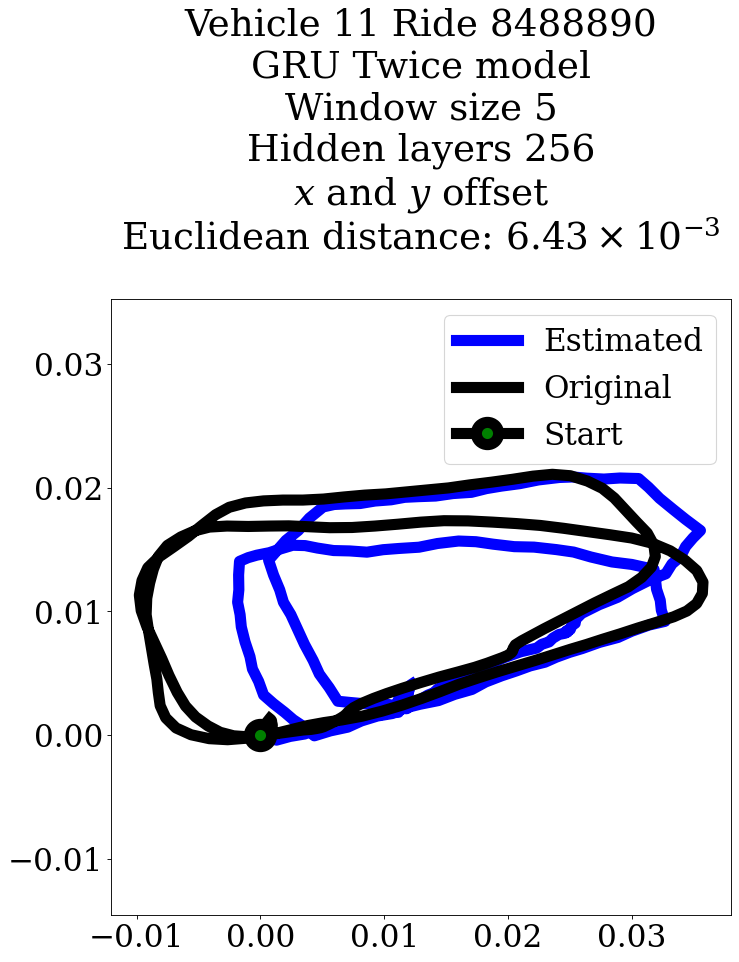 Vehicle 11 Ride 8488890
GRU Twice model
Window size 5
Hidden layers 256
x and y offset
Euclidean distance: 6.43 × 10⁻³
Estimated
Original
Start
0.03
0.02
0.01
0.00
−0.01
−0.01 0.00 0.01 0.02 0.03